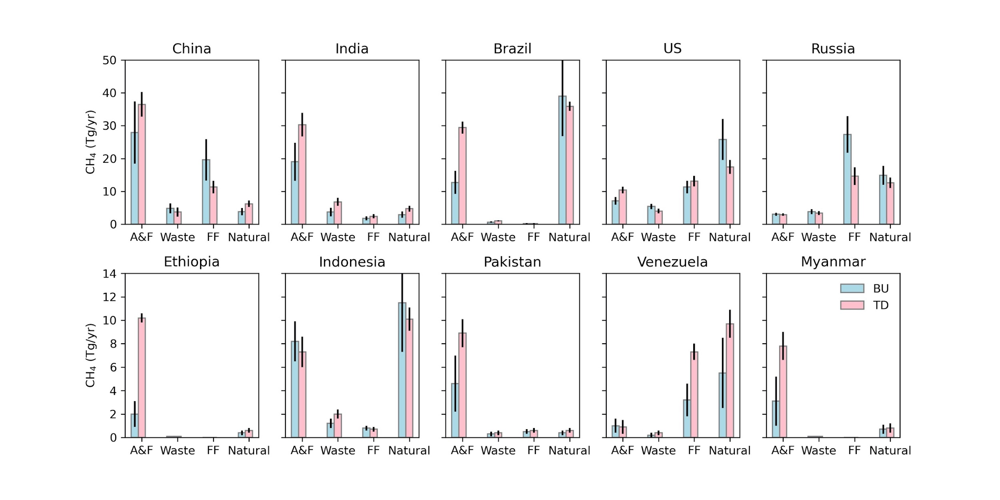 China India Brazil US Russia
50
40
30
20
10
0
CH₄ (Tg/yr)
A&F Waste FF Natural A&F Waste FF Natural A&F Waste FF Natural A&F Waste FF Natural A&F Waste FF Natural
Ethiopia Indonesia Pakistan Venezuela Myanmar
14
12
10
8
6
4
2
0
CH₄ (Tg/yr)
BU
TD
A&F Waste FF Natural A&F Waste FF Natural A&F Waste FF Natural A&F Waste FF Natural A&F Waste FF Natural